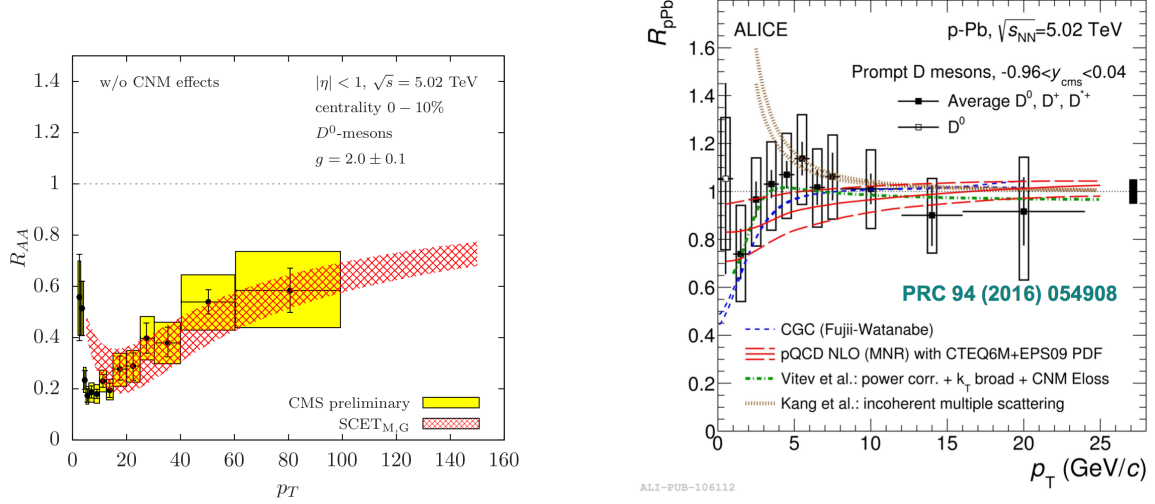 w/o CNM effects
|η| < 1, √s = 5.02 TeV
centrality 0 − 10%
D⁰-mesons
g = 2.0 ± 0.1
CMS preliminary
SCET_M,G
R_AA
1.4
1.2
1
0.8
0.6
0.4
0.2
0
0 20 40 60 80 100 120 140 160
p_T
ALICE
p-Pb, √s_NN=5.02 TeV
Prompt D mesons, -0.96<y_cms<0.04
Average D⁰, D⁺, D*⁺
D⁰
PRC 94 (2016) 054908
CGC (Fujii-Watanabe)
pQCD NLO (MNR) with CTEQ6M+EPS09 PDF
Vitev et al.: power corr. + k_T broad + CNM Eloss
Kang et al.: incoherent multiple scattering
R_pPb
1.6
1.4
1.2
1
0.8
0.6
0.4
0.2
0
0 5 10 15 20 25
p_T (GeV/c)
ALI-PUB-106112